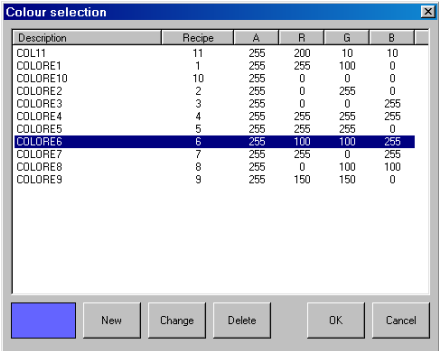 Colour selection
Description Recipe A R G B
COL11 11 255 200 10 10
COLORE1 1 255 255 100 0
COLORE10 10 255 0 0 0
COLORE2 2 255 0 255 0
COLORE3 3 255 0 0 255
COLORE4 4 255 255 255 255
COLORE5 5 255 255 255 0
COLORE6 6 255 100 100 255
COLORE7 7 255 255 0 255
COLORE8 8 255 0 100 100
COLORE9 9 255 150 150 0
New Change Delete OK Cancel